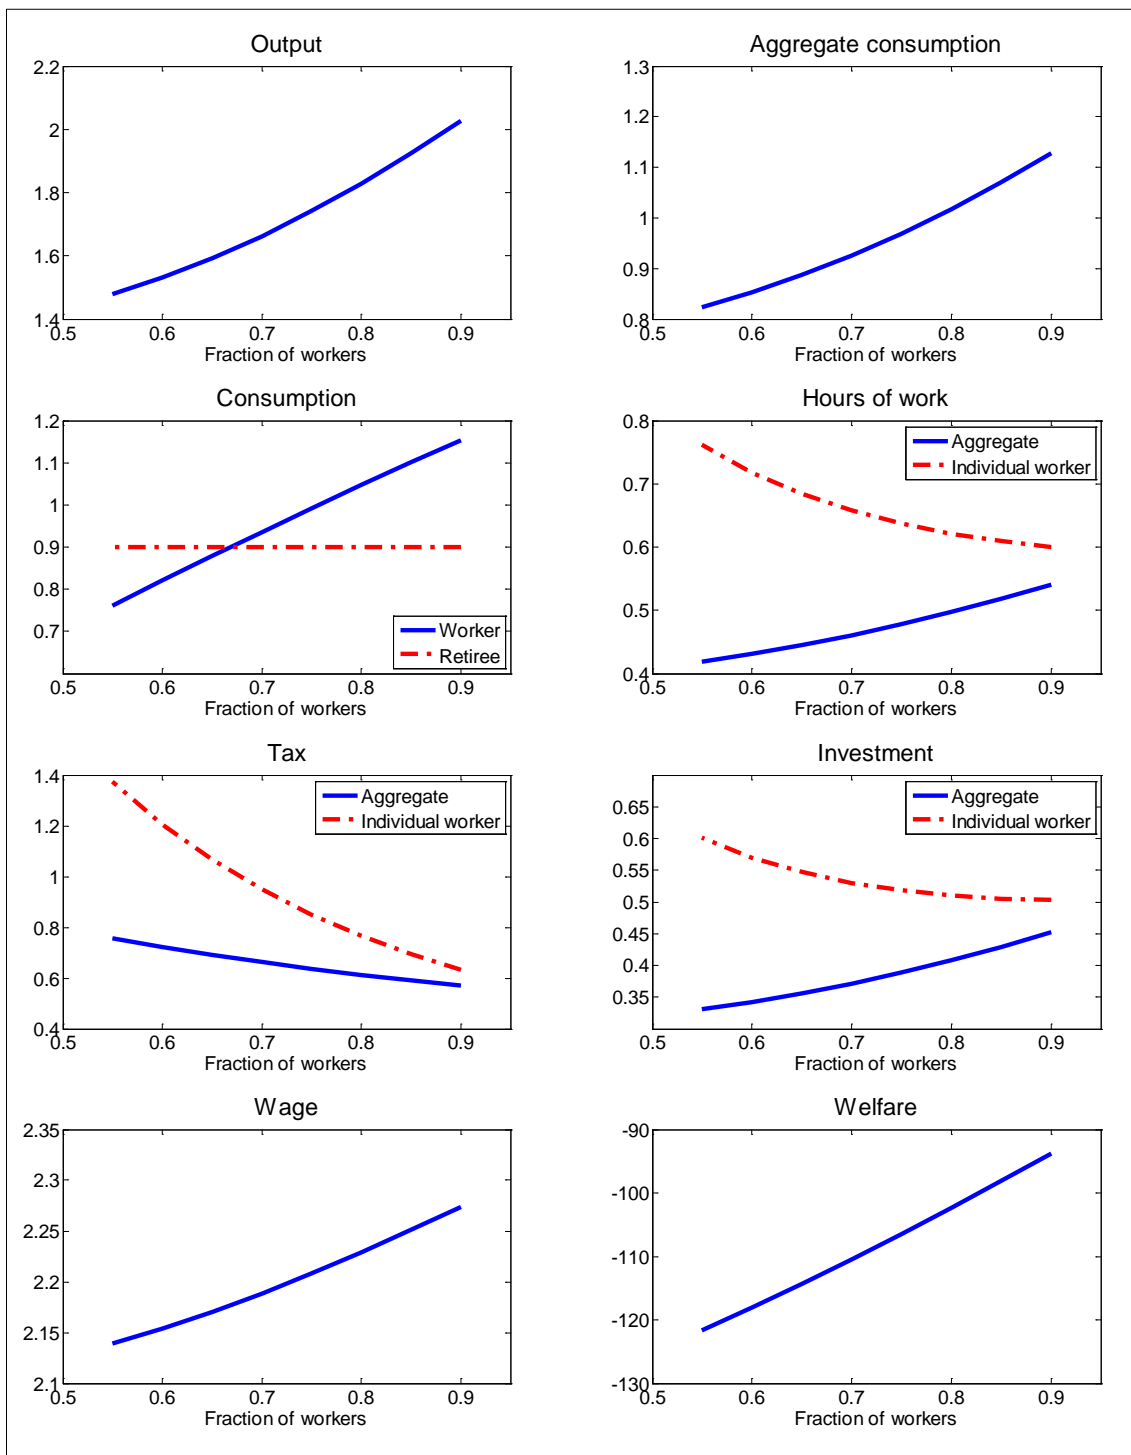 Output
2.2
2
1.8
1.6
1.4
0.5 0.6 0.7 0.8 0.9
Fraction of workers
Aggregate consumption
1.3
1.2
1.1
1
0.9
0.8
0.5 0.6 0.7 0.8 0.9
Fraction of workers
Consumption
1.2
1.1
1
0.9
0.8
0.7
Worker
Retiree
0.5 0.6 0.7 0.8 0.9
Fraction of workers
Hours of work
0.8
0.7
0.6
0.5
0.4
Aggregate
Individual worker
0.5 0.6 0.7 0.8 0.9
Fraction of workers
Tax
1.4
1.2
1
0.8
0.6
0.4
Aggregate
Individual worker
0.5 0.6 0.7 0.8 0.9
Fraction of workers
Investment
0.65
0.6
0.55
0.5
0.45
0.4
0.35
Aggregate
Individual worker
0.5 0.6 0.7 0.8 0.9
Fraction of workers
Wage
2.35
2.3
2.25
2.2
2.15
2.1
0.5 0.6 0.7 0.8 0.9
Fraction of workers
Welfare
-90
-100
-110
-120
-130
0.5 0.6 0.7 0.8 0.9
Fraction of workers